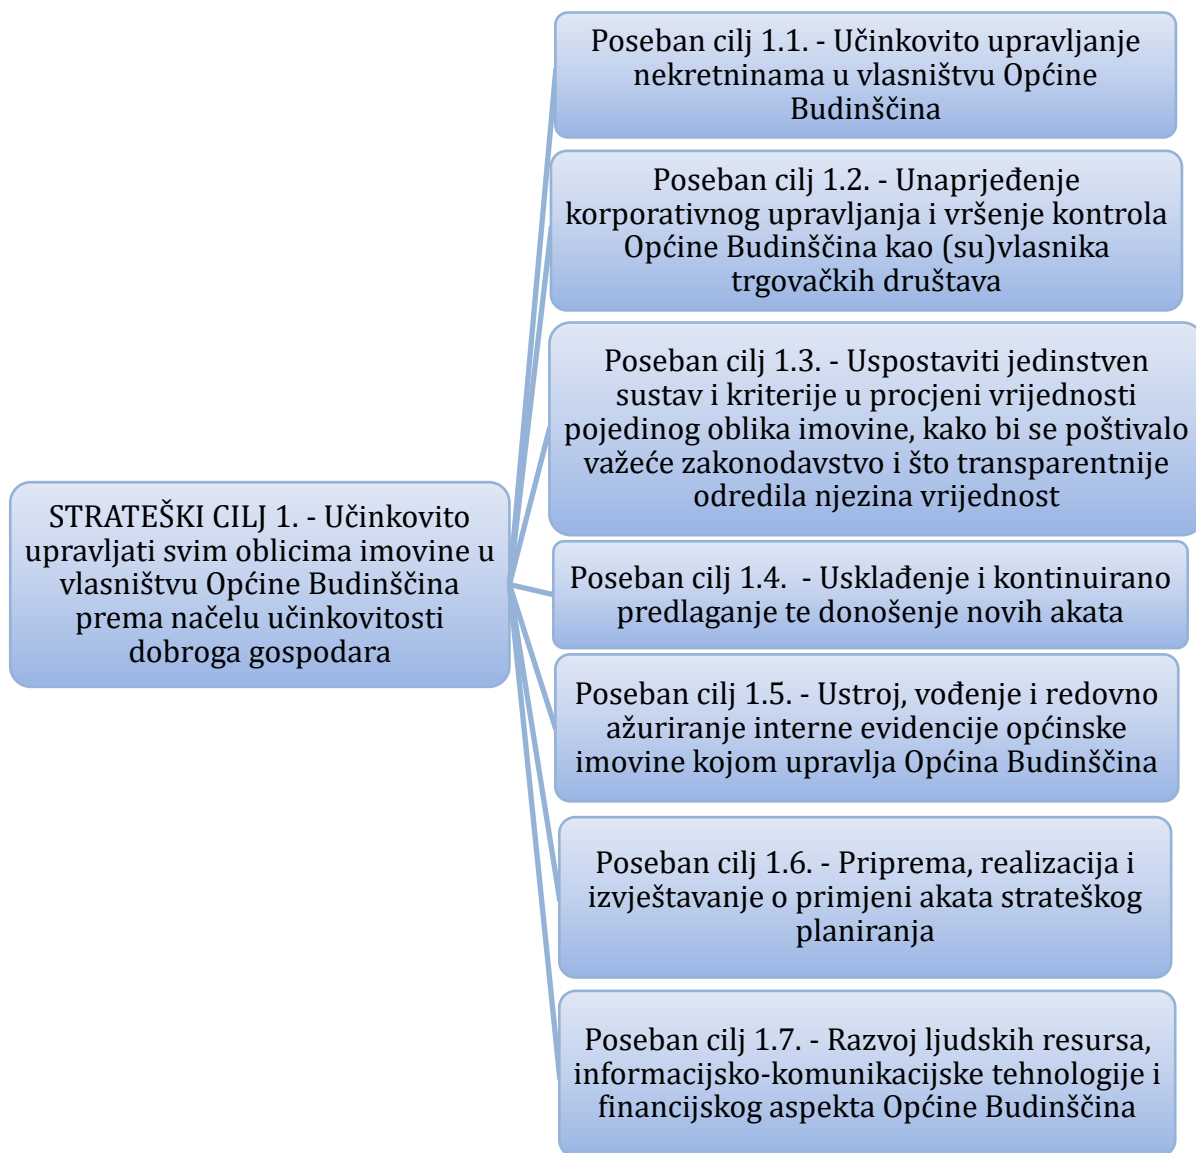 STRATEŠKI CILJ 1. - Učinkovito
upravljati svim oblicima imovine u
vlasništvu Općine Budinščina
prema načelu učinkovitosti
dobroga gospodara
Poseban cilj 1.1. - Učinkovito upravljanje
nekretninama u vlasništvu Općine
Budinščina
Poseban cilj 1.2. - Unaprjeđenje
korporativnog upravljanja i vršenje kontrola
Općine Budinščina kao (su)vlasnika
trgovačkih društava
Poseban cilj 1.3. - Uspostaviti jedinstven
sustav i kriterije u procjeni vrijednosti
pojedinog oblika imovine, kako bi se poštivalo
važeće zakonodavstvo i što transparentnije
odredila njezina vrijednost
Poseban cilj 1.4.  - Usklađenje i kontinuirano
predlaganje te donošenje novih akata
Poseban cilj 1.5. - Ustroj, vođenje i redovno
ažuriranje interne evidencije općinske
imovine kojom upravlja Općina Budinščina
Poseban cilj 1.6. - Priprema, realizacija i
izvještavanje o primjeni akata strateškog
planiranja
Poseban cilj 1.7. - Razvoj ljudskih resursa,
informacijsko-komunikacijske tehnologije i
financijskog aspekta Općine Budinščina